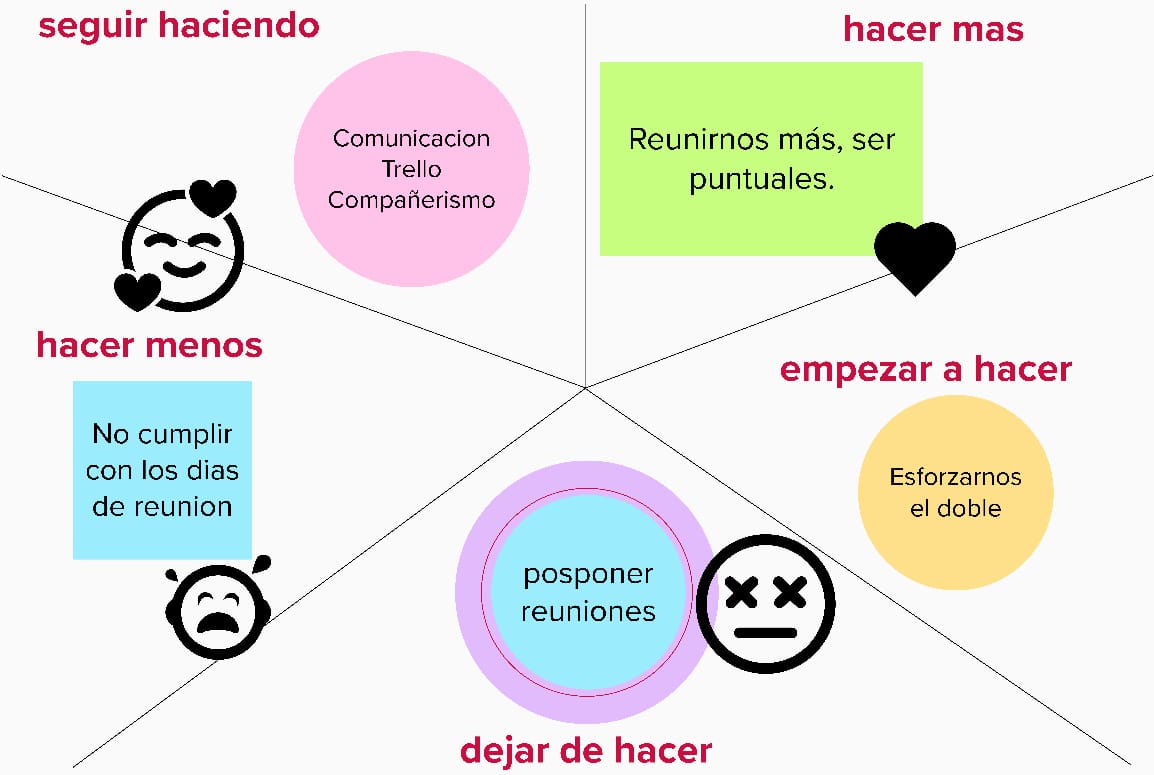 seguir haciendo
Comunicacion
Trello
Compañerismo
hacer mas
Reunirnos más, ser
puntuales.
hacer menos
No cumplir
con los dias
de reunion
empezar a hacer
Esforzarnos
el doble
posponer
reuniones
dejar de hacer